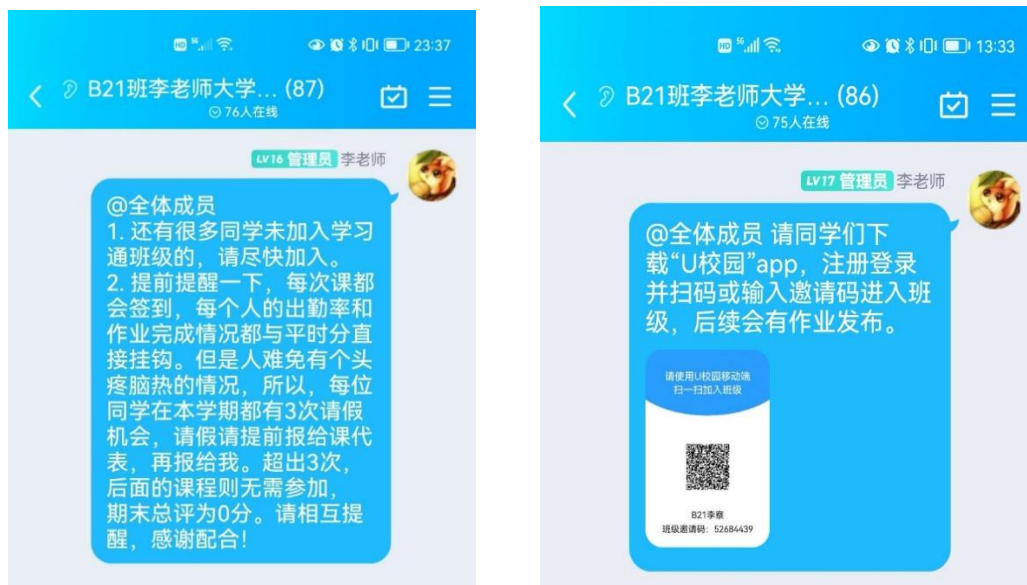 HD 5G 23:37
B21班李老师大学... (87)
76人在线
LV16 管理员 李老师
@全体成员
1. 还有很多同学未加入学习
通班级的，请尽快加入。
2. 提前提醒一下，每次课都
会签到，每个人的出勤率和
作业完成情况都与平时分直
接挂钩。但是人难免有个头
疼脑热的情况，所以，每位
同学在本学期都有3次请假
机会，请假请提前报给课代
表，再报给我。超出3次，
后面的课程则无需参加，
期末总评为0分。请相互提
醒，感谢配合！
HD 5G 13:33
B21班李老师大学... (86)
75人在线
LV17 管理员 李老师
@全体成员 请同学们下
载“U校园”app，注册登录
并扫码或输入邀请码进入班
级，后续会有作业发布。
请使用U校园移动端
扫一扫加入班级
B21李
班级邀请码：52684439